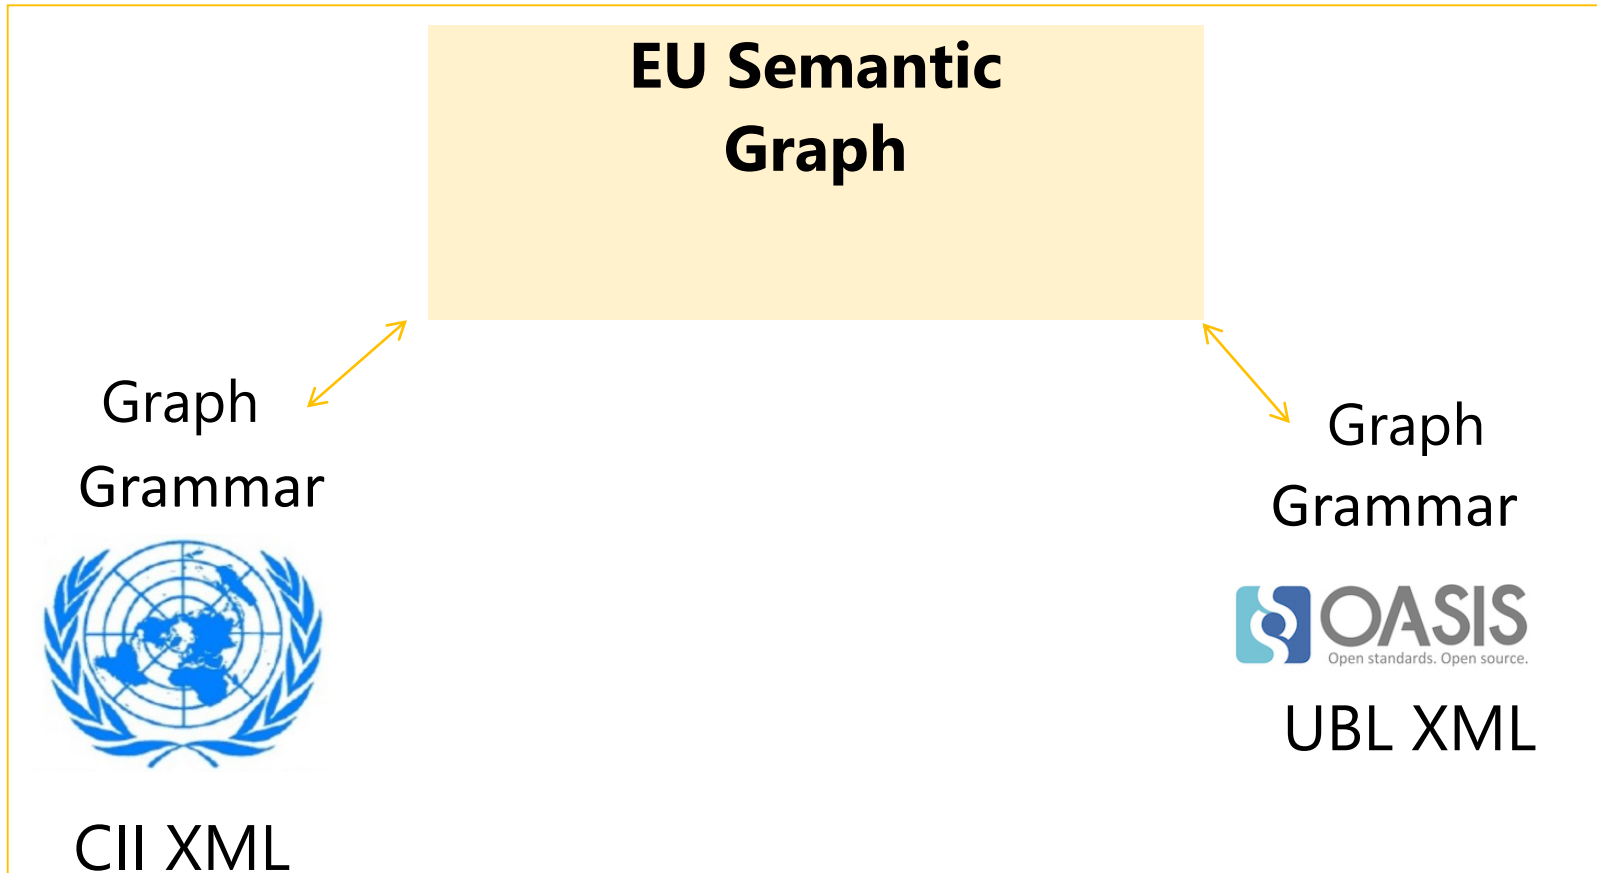 EU Semantic
Graph
Graph
Grammar
CII XML
Graph
Grammar
OASIS
Open standards. Open source.
UBL XML